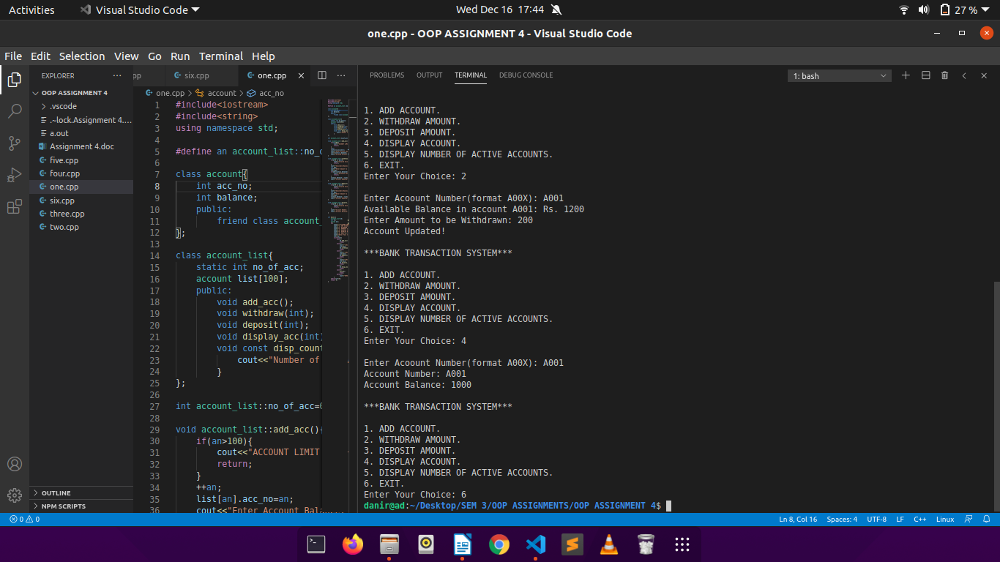 Activities Visual Studio Code Wed Dec 16 17:44 27 %
one.cpp - OOP ASSIGNMENT 4 - Visual Studio Code
File Edit Selection View Go Run Terminal Help
EXPLORER
OOP ASSIGNMENT 4
.vscode
.~lock.Assignment 4....
a.out
Assignment 4.doc
five.cpp
four.cpp
one.cpp
six.cpp
three.cpp
two.cpp
OUTLINE
NPM SCRIPTS
pp six.cpp one.cpp
one.cpp > account > acc_no
1 #include<iostream>
2 #include<string>
3 using namespace std;
4
5 #define an account_list::no_o
6
7 class account{
8 int acc_no;
9 int balance;
10 public:
11 friend class account_
12 };
13
14 class account_list{
15 static int no_of_acc;
16 account list[100];
17 public:
18 void add_acc();
19 void withdraw(int);
20 void deposit(int);
21 void display_acc(int)
22 void const disp_count
23 cout<<"Number of
24 }
25 };
26
27 int account_list::no_of_acc=0
28
29 void account_list::add_acc(){
30 if(an>100){
31 cout<<"ACCOUNT LIMIT
32 return;
33 }
34 ++an;
35 list[an].acc_no=an;
36 cout<<"Enter Account Bala
PROBLEMS OUTPUT TERMINAL DEBUG CONSOLE 1: bash
1. ADD ACCOUNT.
2. WITHDRAW AMOUNT.
3. DEPOSIT AMOUNT.
4. DISPLAY ACCOUNT.
5. DISPLAY NUMBER OF ACTIVE ACCOUNTS.
6. EXIT.
Enter Your Choice: 2
Enter Acoount Number(format A00X): A001
Available Balance in account A001: Rs. 1200
Enter Amount to be Withdrawn: 200
Account Updated!
***BANK TRANSACTION SYSTEM***
1. ADD ACCOUNT.
2. WITHDRAW AMOUNT.
3. DEPOSIT AMOUNT.
4. DISPLAY ACCOUNT.
5. DISPLAY NUMBER OF ACTIVE ACCOUNTS.
6. EXIT.
Enter Your Choice: 4
Enter Acoount Number(format A00X): A001
Account Number: A001
Account Balance: 1000
***BANK TRANSACTION SYSTEM***
1. ADD ACCOUNT.
2. WITHDRAW AMOUNT.
3. DEPOSIT AMOUNT.
4. DISPLAY ACCOUNT.
5. DISPLAY NUMBER OF ACTIVE ACCOUNTS.
6. EXIT.
Enter Your Choice: 6
danir@ad:~/Desktop/SEM 3/OOP ASSIGNMENTS/OOP ASSIGNMENT 4$
0 0 Ln 8, Col 16 Spaces: 4 UTF-8 LF C++ Linux